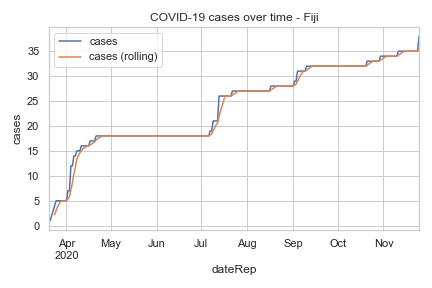 COVID-19 cases over time - Fiji
cases
cases (rolling)
35
30
25
20
15
10
5
0
cases
Apr May Jun Jul Aug Sep Oct Nov
2020
dateRep